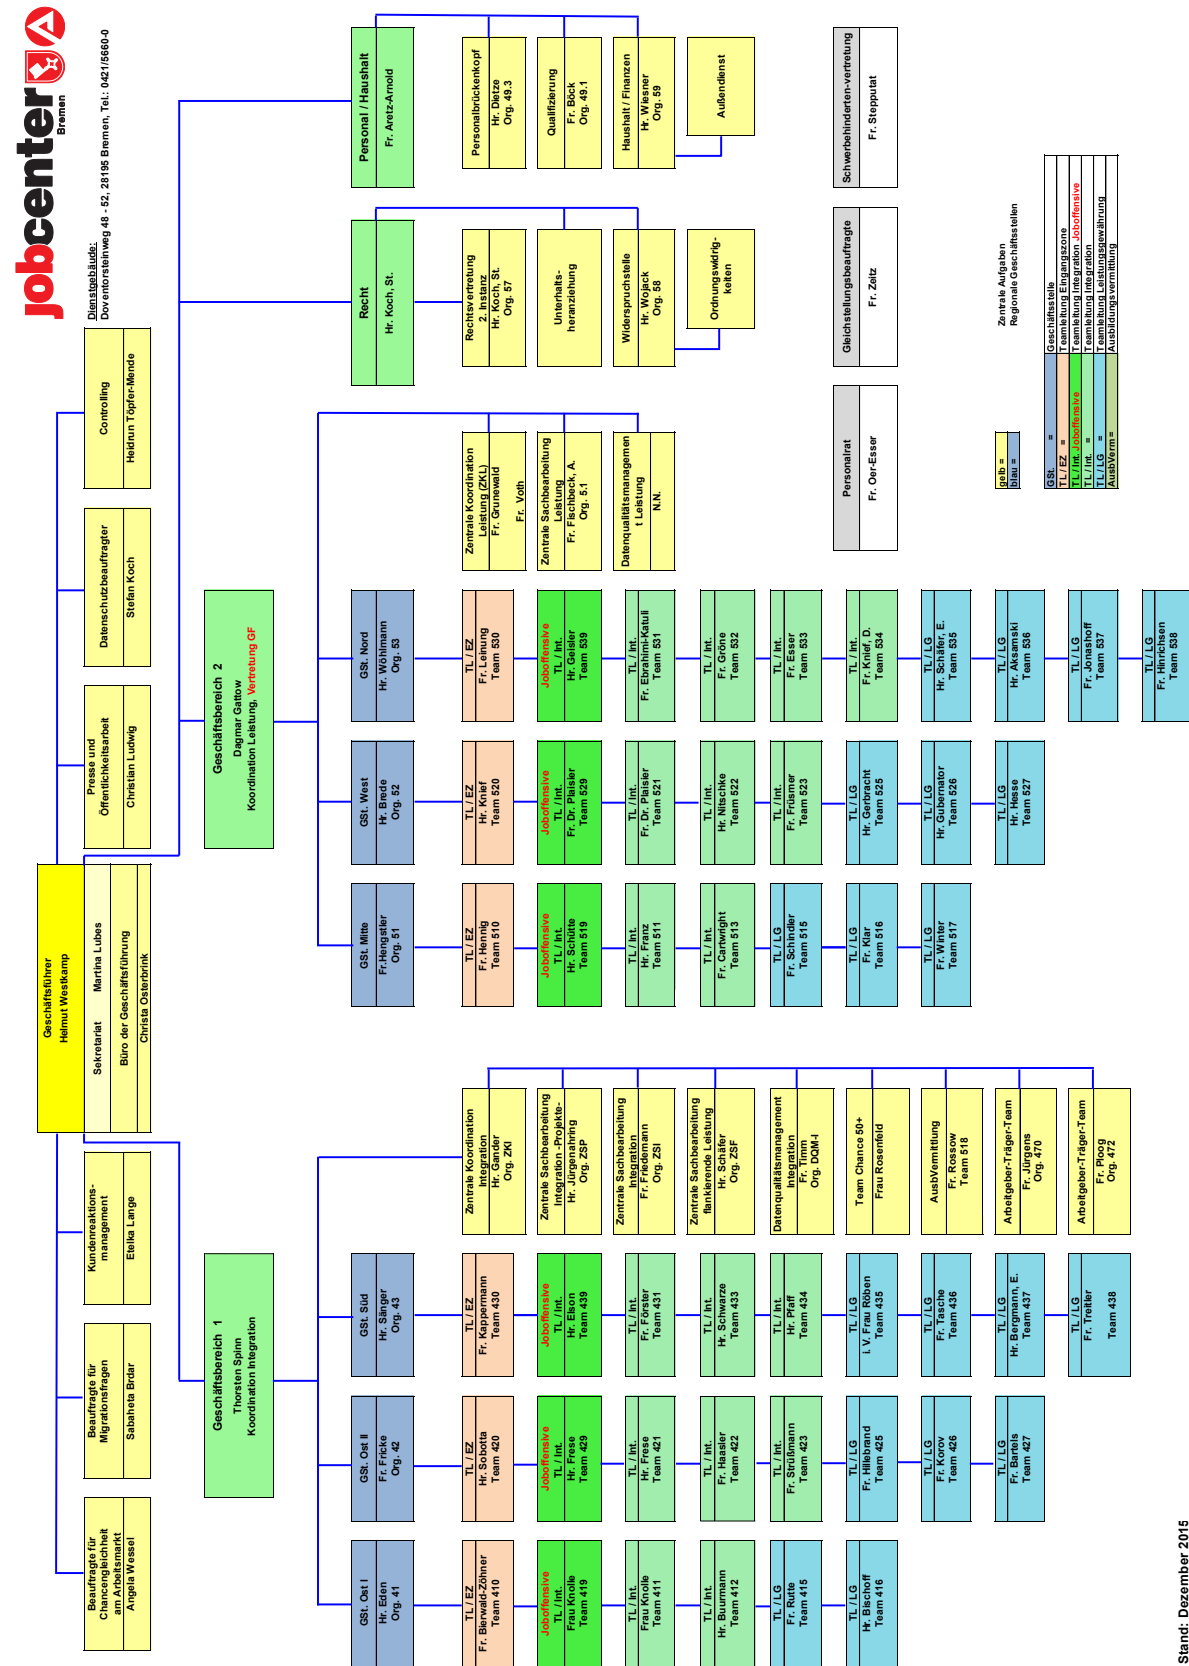 jobcenter
Bremen
Dienstgebäude:
Doventorsteinweg 48 - 52, 28195 Bremen, Tel.: 0421/5660-0
Geschäftsführer
Helmut Westkamp
Sekretariat Martina Lubes
Büro der Geschäftsführung
Christa Osterbrink
Beauftragte für
Chancengleichheit
am Arbeitsmarkt
Angela Wessel
Beauftragte für
Migrationsfragen
Sabaheta Brdar
Kundenreaktions-
management
Etelka Lange
Presse und
Öffentlichkeitsarbeit
Christian Ludwig
Datenschutzbeauftragter
Stefan Koch
Controlling
Heidrun Töpfer-Mende
Geschäftsbereich 1
Thorsten Spinn
Koordination Integration
Geschäftsbereich 2
Dagmar Gattow
Koordination Leistung, Vertretung GF
Recht
Hr. Koch, St.
Personal / Haushalt
Fr. Aretz-Arnold
GSt. Ost I
Hr. Eden
Org. 41
TL / EZ
Fr. Bierwald-Zöhner
Team 410
Joboffensive
TL / Int.
Frau Knolle
Team 419
TL / Int.
Frau Knolle
Team 411
TL / Int.
Hr. Buurmann
Team 412
TL / LG
Fr. Rutte
Team 415
TL / LG
Hr. Bischoff
Team 416
GSt. Ost II
Fr. Fricke
Org. 42
TL / EZ
Hr. Sobotta
Team 420
Joboffensive
TL / Int.
Hr. Frese
Team 429
TL / Int.
Hr. Frese
Team 421
TL / Int.
Fr. Haasler
Team 422
TL / Int.
Fr. Strüßmann
Team 423
TL / LG
Fr. Hillebrand
Team 425
TL / LG
Fr. Korov
Team 426
TL / LG
Fr. Bartels
Team 427
GSt. Süd
Hr. Sänger
Org. 43
TL / EZ
Fr. Kappermann
Team 430
Joboffensive
TL / Int.
Hr. Elson
Team 439
TL / Int.
Fr. Förster
Team 431
TL / Int.
Hr. Schwarze
Team 433
TL / Int.
Hr. Pfaff
Team 434
TL / LG
i. V. Frau Röben
Team 435
TL / LG
Fr. Tasche
Team 436
TL / LG
Hr. Bergmann, E.
Team 437
TL / LG
Fr. Treitler
Team 438
Zentrale Koordination
Integration
Hr. Gander
Org. ZKI
Zentrale Sachbearbeitung
Integration -Projekte-
Hr. Jürgenähring
Org. ZSP
Zentrale Sachbearbeitung
Integration
Fr. Friedemann
Org. ZSI
Zentrale Sachbearbeitung
flankierende Leistung
Hr. Schäfer
Org. ZSF
Datenqualitätsmanagement
Integration
Fr. Timm
Org. DQM-I
Team Chance 50+
Frau Rosenfeld
AusbVermittlung
Fr. Rossow
Team 518
Arbeitgeber-Träger-Team
Fr. Jürgens
Org. 470
Arbeitgeber-Träger-Team
Fr. Ploog
Org. 472
GSt. Mitte
Fr.Hengstler
Org. 51
TL / EZ
Fr. Hennig
Team 510
Joboffensive
TL / Int.
Hr. Schütte
Team 519
TL / Int.
Hr. Franz
Team 511
TL / Int.
Fr. Cartwright
Team 513
TL / LG
Fr. Schindler
Team 515
TL / LG
Fr. Klar
Team 516
TL / LG
Fr. Winter
Team 517
GSt. West
Hr. Brede
Org. 52
TL / EZ
Hr. Knief
Team 520
Joboffensive
TL / Int.
Fr. Dr. Plaisier
Team 529
TL / Int.
Fr. Dr. Plaisier
Team 521
TL / Int.
Hr. Nitschke
Team 522
TL / Int.
Fr. Früsmer
Team 523
TL / LG
Hr. Gerbracht
Team 525
TL / LG
Hr. Gubernator
Team 526
TL / LG
Hr. Hesse
Team 527
GSt. Nord
Hr. Wöhlmann
Org. 53
TL / EZ
Fr. Leinung
Team 530
Joboffensive
TL / Int.
Hr. Geisler
Team 539
TL / Int.
Fr. Ebrahimi-Katuli
Team 531
TL / Int.
Fr. Gröne
Team 532
TL / Int.
Fr. Esser
Team 533
TL / Int.
Fr. Knief, D.
Team 534
TL / LG
Hr. Schäfer, E.
Team 535
TL / LG
Hr. Aksamski
Team 536
TL / LG
Fr. Jonashoff
Team 537
TL / LG
Fr. Hinrichsen
Team 538
Zentrale Koordination
Leistung (ZKL)
Fr. Grunewald
Fr. Voth
Zentrale Sachbearbeitung
Leistung
Fr. Fischbeck, A.
Org. 5.1
Datenqualitätsmanagemen
t Leistung
N.N.
Rechtsvertretung
2. Instanz
Hr. Koch, St.
Org. 57
Unterhalts-
heranziehung
Widerspruchstelle
Hr. Wojack
Org. 58
Ordnungswidrig-
keiten
Personalbrückenkopf
Hr. Dietze
Org. 49.3
Qualifizierung
Fr. Böck
Org. 49.1
Haushalt / Finanzen
Hr. Wiesner
Org. 59
Außendienst
Personalrat
Fr. Oer-Esser
Gleichstellungsbeauftragte
Fr. Zeitz
Schwerbehinderten-vertretung
Fr. Stepputat
gelb = Zentrale Aufgaben
blau = Regionale Geschäftsstellen
GSt. = Geschäftsstelle
TL / EZ = Teamleitung Eingangszone
TL / Int. Joboffensive Teamleitung Integration Joboffensive
TL / Int. = Teamleitung Integration
TL / LG = Teamleitung Leistungsgewährung
AusbVerm = Ausbildungsvermittlung
Stand: Dezember 2015